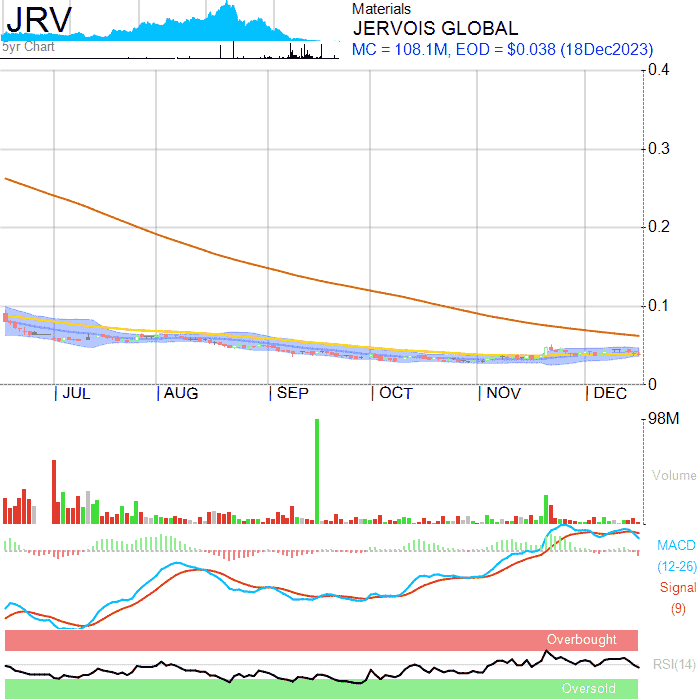 JRV
5yr Chart
Materials
JERVOIS GLOBAL
MC = 108.1M, EOD = $0.038 (18Dec2023)
0.4
0.3
0.2
0.1
0
JUL AUG SEP OCT NOV DEC
98M
Volume
MACD
(12-26)
Signal
(9)
Overbought
RSI(14)
Oversold